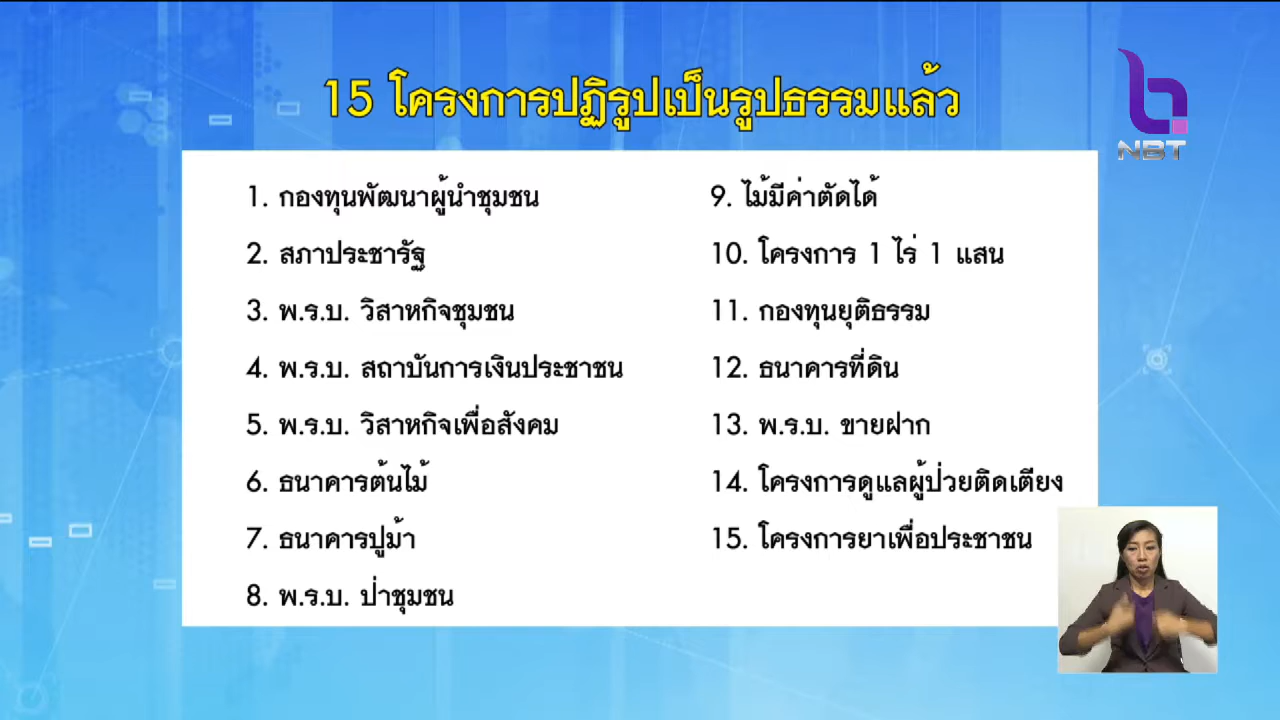 15 โครงการปฏิรูปเป็นรูปธรรมแล้ว
NBT
1. กองทุนพัฒนาผู้นำชุมชน
2. สภาประชารัฐ
3. พ.ร.บ. วิสาหกิจชุมชน
4. พ.ร.บ. สถาบันการเงินประชาชน
5. พ.ร.บ. วิสาหกิจเพื่อสังคม
6. ธนาคารต้นไม้
7. ธนาคารปูม้า
8. พ.ร.บ. ป่าชุมชน
9. ไม้มีค่าตัดได้
10. โครงการ 1 ไร่ 1 แสน
11. กองทุนยุติธรรม
12. ธนาคารที่ดิน
13. พ.ร.บ. ขายฝาก
14. โครงการดูแลผู้ป่วยติดเตียง
15. โครงการยาเพื่อประชาชน